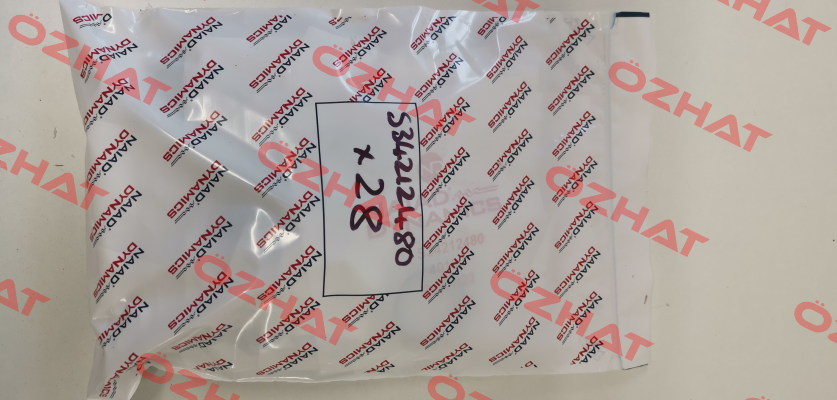 NAIAD DYNAMICS
534212480
x 28
ÖZHAT